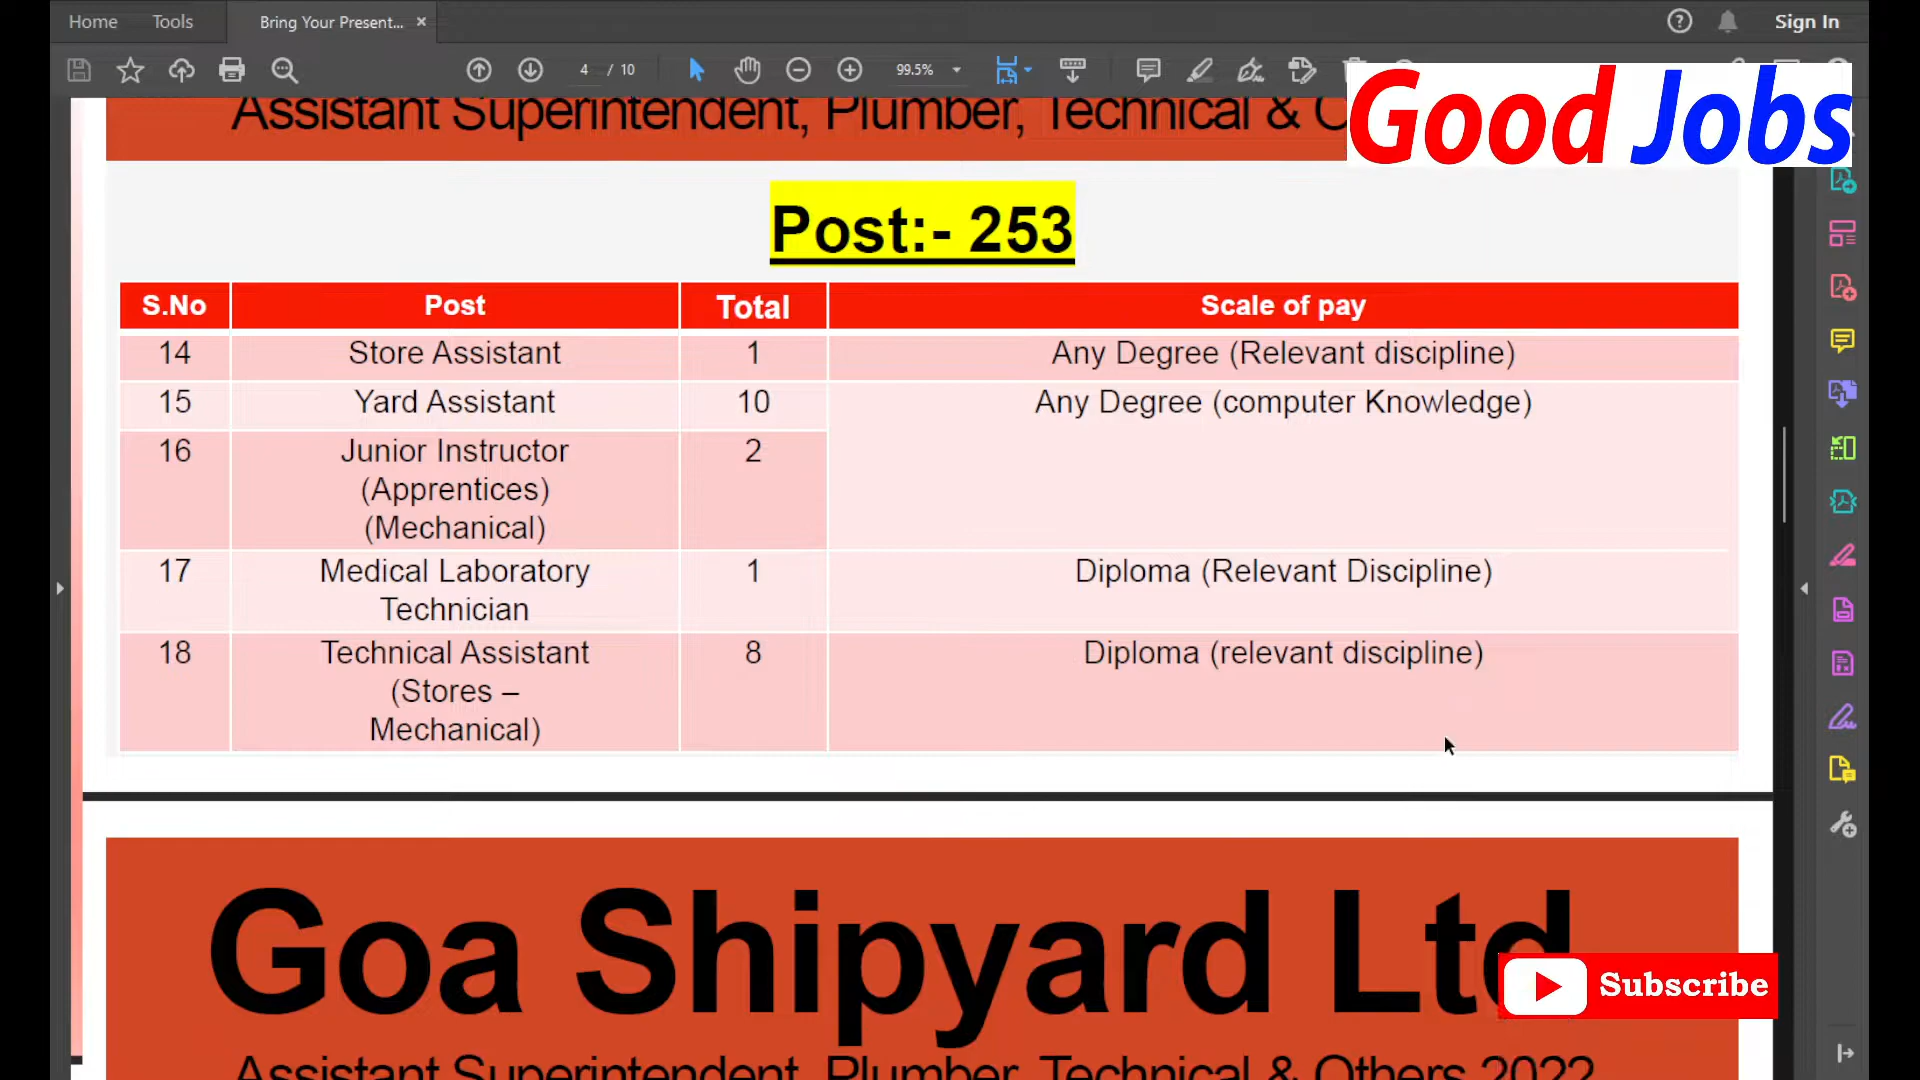 Home Tools Bring Your Present... × Sign In
4 / 10 99.5%
Assistant Superintendent, Plumber, Technical & O
Good Jobs
Post:- 253
S.No Post Total Scale of pay
14 Store Assistant 1 Any Degree (Relevant discipline)
15 Yard Assistant 10 Any Degree (computer Knowledge)
16 Junior Instructor 2
(Apprentices)
(Mechanical)
17 Medical Laboratory 1 Diploma (Relevant Discipline)
Technician
18 Technical Assistant 8 Diploma (relevant discipline)
(Stores –
Mechanical)
Goa Shipyard Ltd
Subscribe
Assistant Superintendent, Plumber, Technical & Others 2022